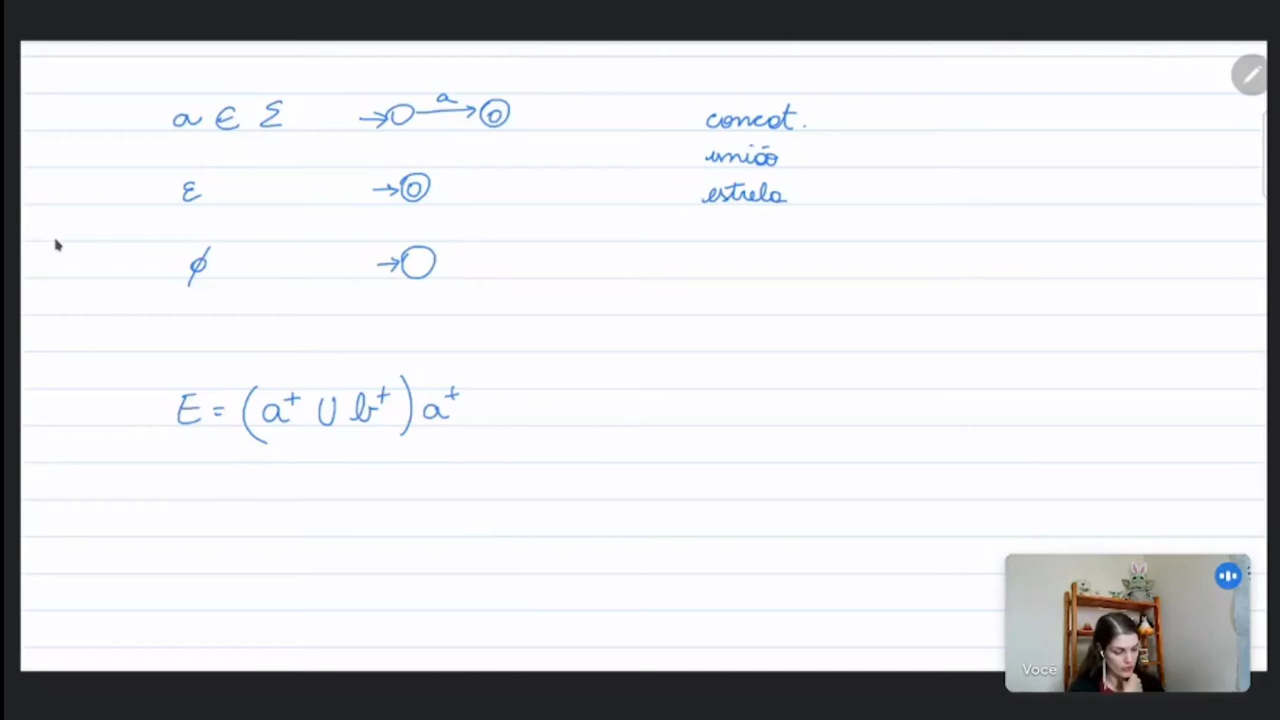 a ∈ Σ
a
concat.
união
ε
estrela
ϕ
E = (a⁺ ∪ b⁺) a⁺
Você